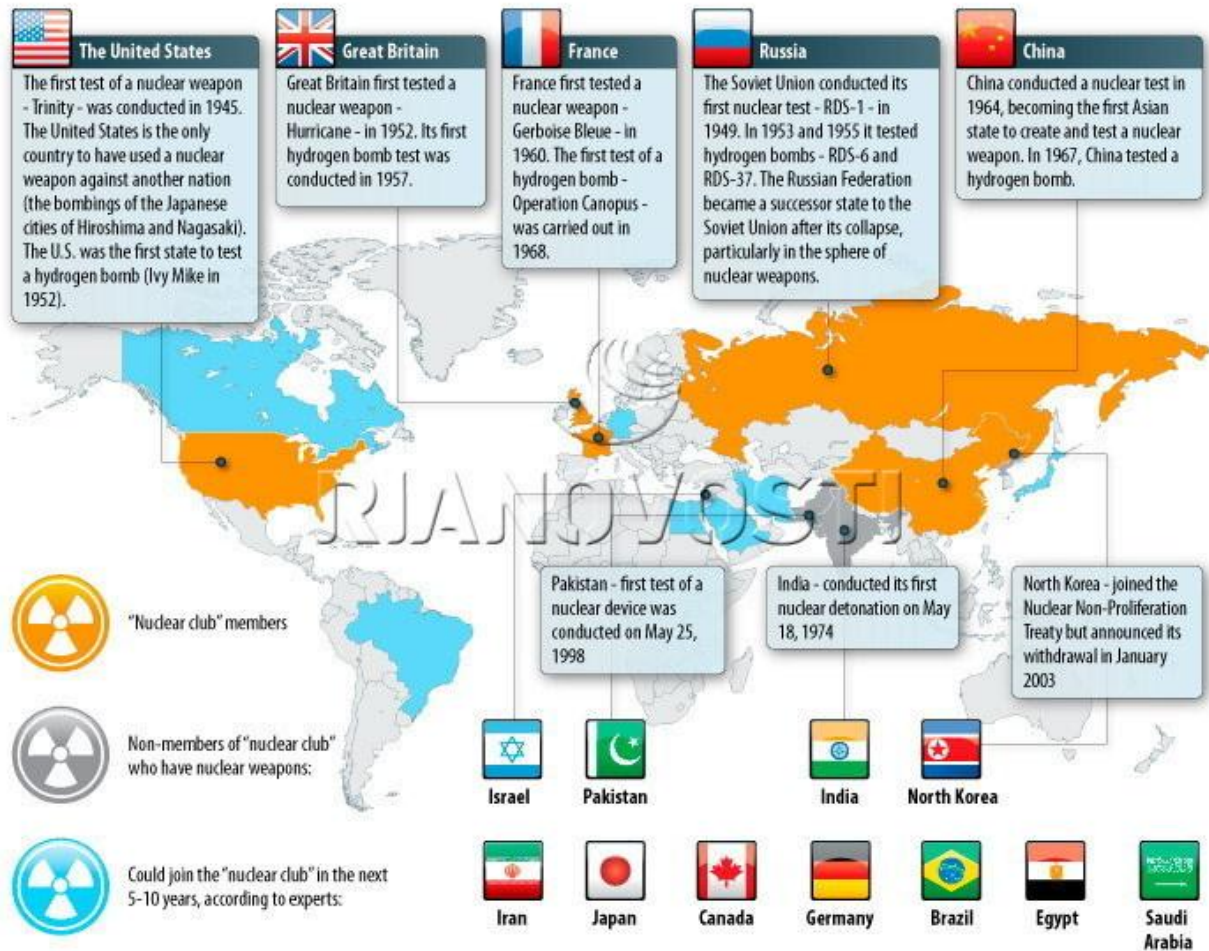 The United States
The first test of a nuclear weapon
- Trinity - was conducted in 1945.
The United States is the only
country to have used a nuclear
weapon against another nation
(the bombings of the Japanese
cities of Hiroshima and Nagasaki).
The U.S. was the first state to test
a hydrogen bomb (Ivy Mike in
1952).
Great Britain
Great Britain first tested a
nuclear weapon -
Hurricane - in 1952. Its first
hydrogen bomb test was
conducted in 1957.
France
France first tested a
nuclear weapon -
Gerboise Bleue - in
1960. The first test of a
hydrogen bomb -
Operation Canopus -
was carried out in
1968.
Russia
The Soviet Union conducted its
first nuclear test - RDS-1 - in
1949. In 1953 and 1955 it tested
hydrogen bombs - RDS-6 and
RDS-37. The Russian Federation
became a successor state to the
Soviet Union after its collapse,
particularly in the sphere of
nuclear weapons.
China
China conducted a nuclear test in
1964, becoming the first Asian
state to create and test a nuclear
weapon. In 1967, China tested a
hydrogen bomb.
RIANOVOSTI
Pakistan - first test of a
nuclear device was
conducted on May 25,
1998
India - conducted its first
nuclear detonation on May
18, 1974
North Korea - joined the
Nuclear Non-Proliferation
Treaty but announced its
withdrawal in January
2003
"Nuclear club" members
Non-members of "nuclear club"
who have nuclear weapons:
Israel
Pakistan
India
North Korea
Could join the "nuclear club" in the next
5-10 years, according to experts:
Iran
Japan
Canada
Germany
Brazil
Egypt
Saudi
Arabia